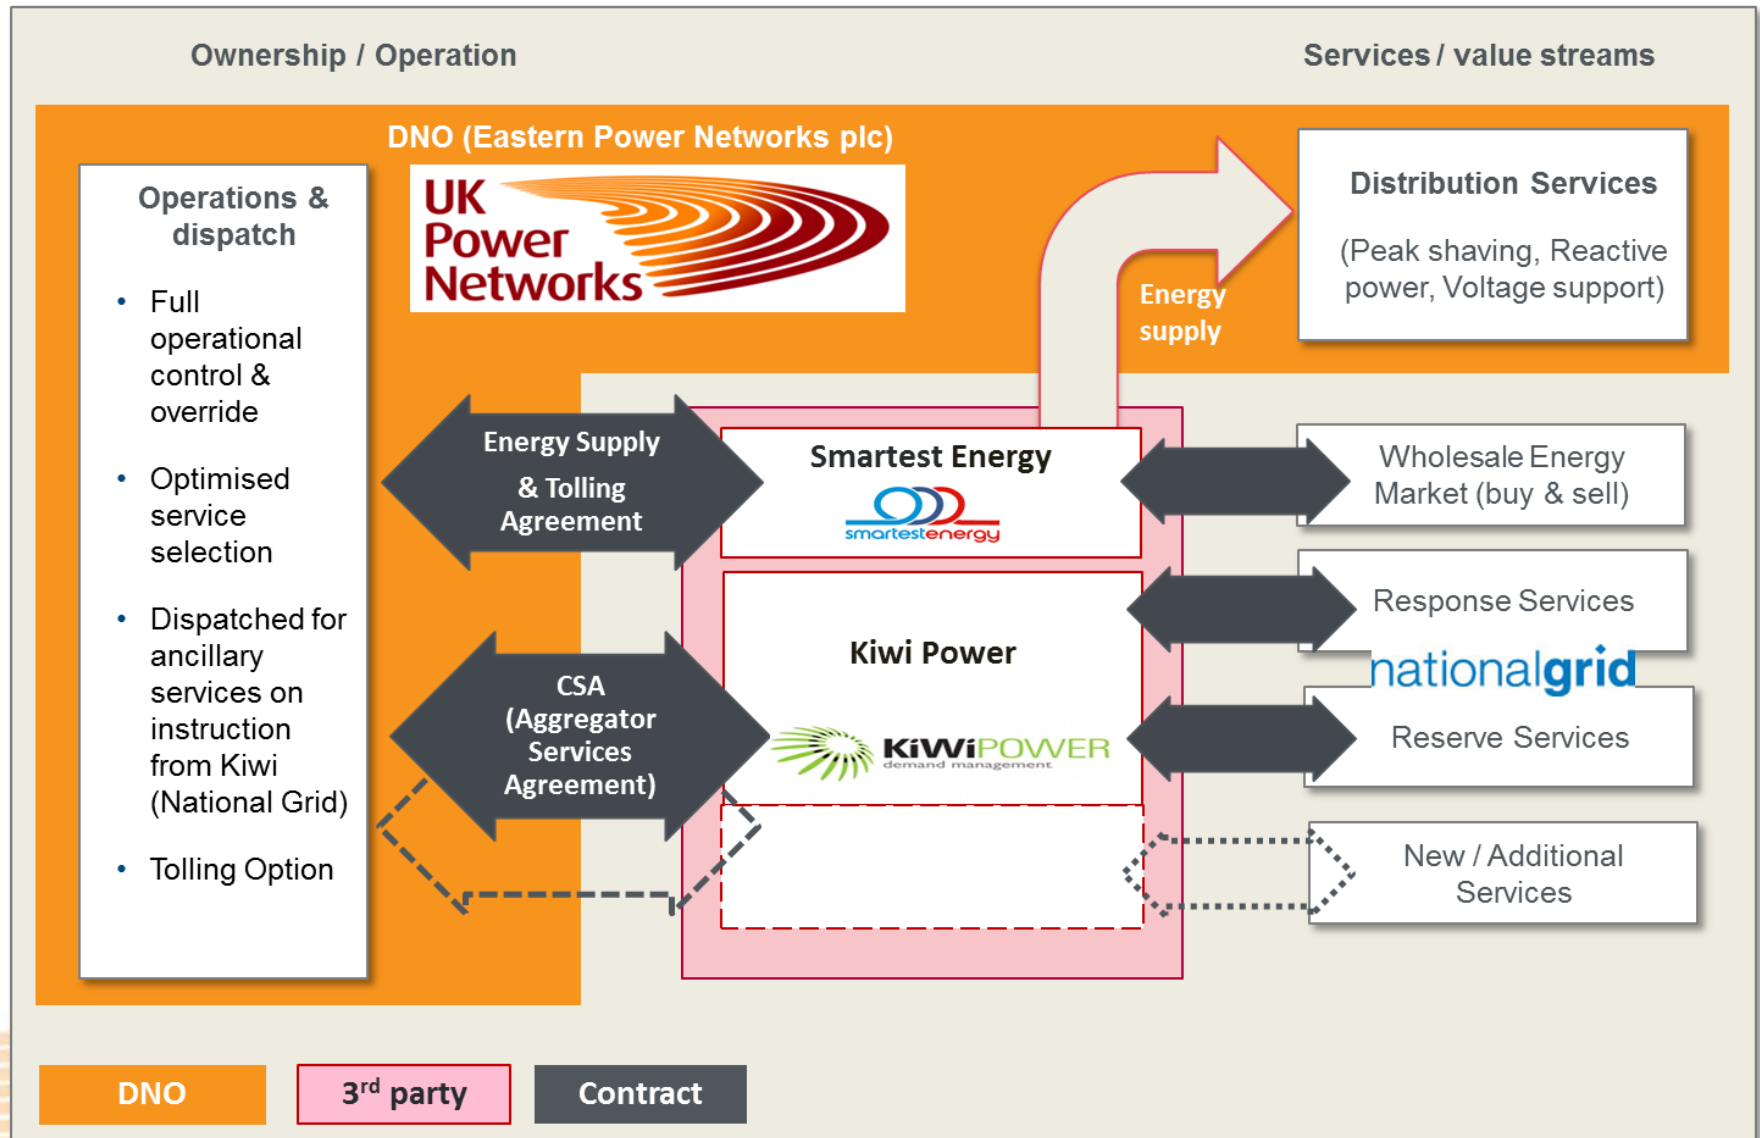 Ownership / Operation
Services / value streams
DNO (Eastern Power Networks plc)
UK
Power
Networks
Operations &
dispatch
• Full
operational
control &
override
• Optimised
service
selection
• Dispatched for
ancillary
services on
instruction
from Kiwi
(National Grid)
• Tolling Option
Distribution Services
(Peak shaving, Reactive
power, Voltage support)
Energy
supply
Energy Supply
& Tolling
Agreement
Smartest Energy
smartestenergy
Wholesale Energy
Market (buy & sell)
CSA
(Aggregator
Services
Agreement)
Kiwi Power
KiWiPOWER
demand management
Response Services
nationalgrid
Reserve Services
New / Additional
Services
DNO
3rd party
Contract